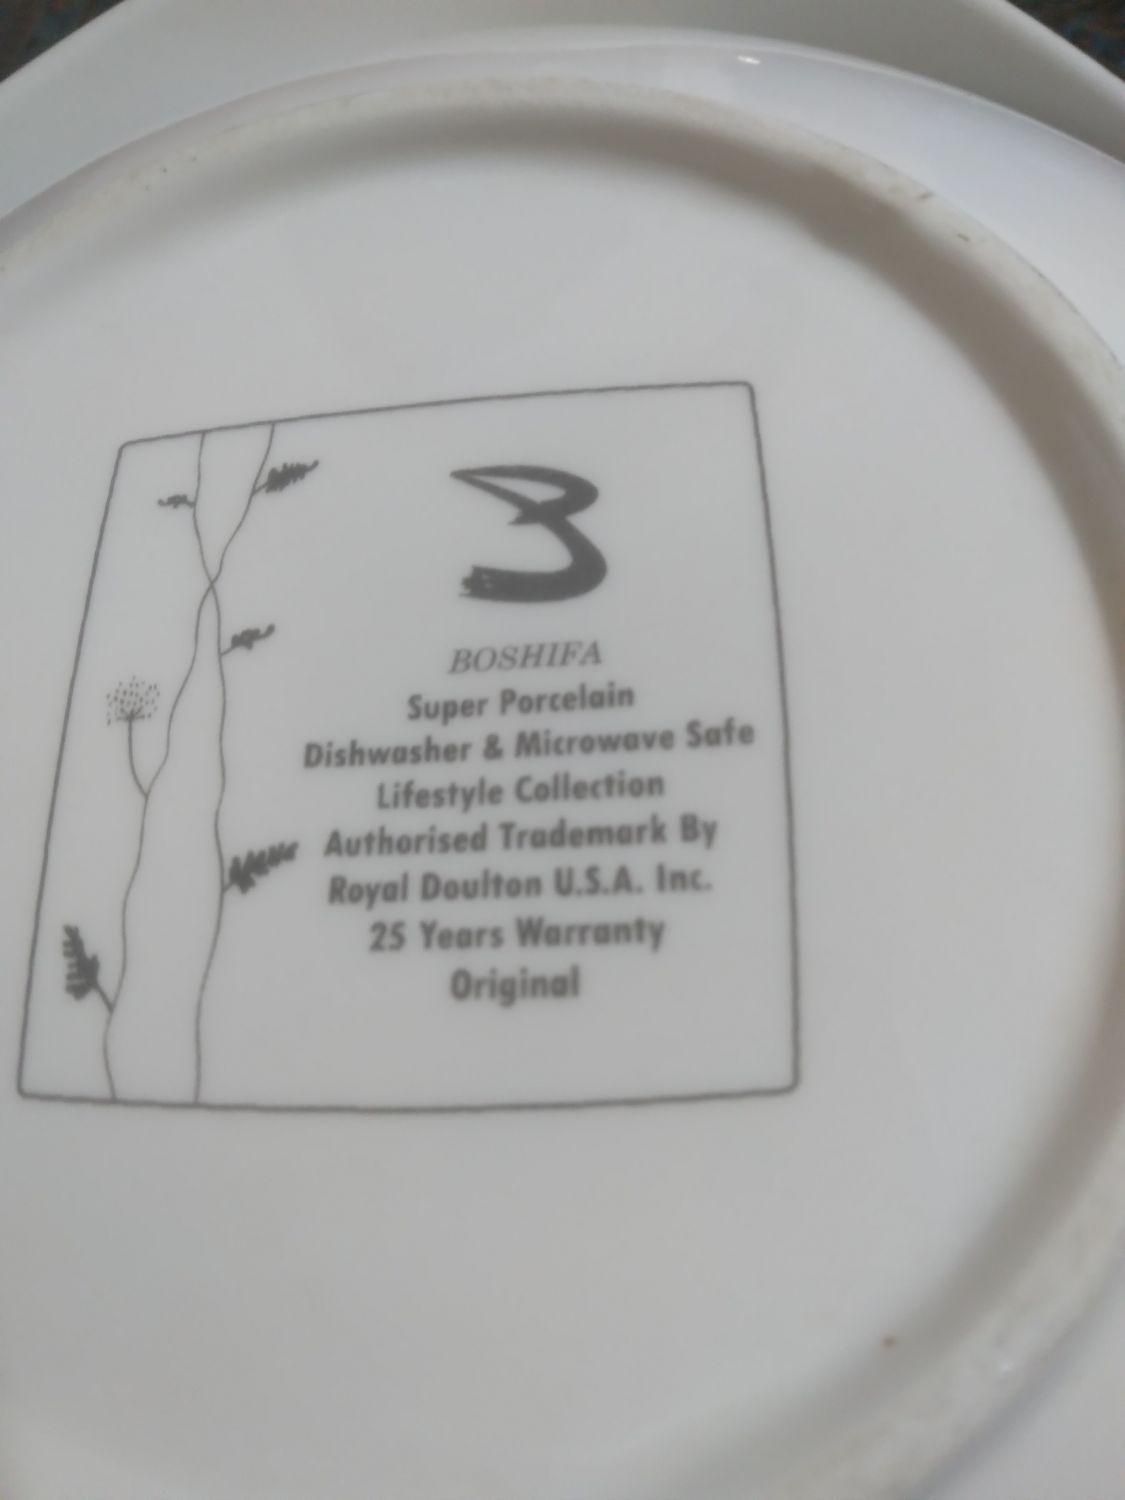 BOSHIFA
Super Porcelain
Dishwasher & Microwave Safe
Lifestyle Collection
Authorised Trademark By
Royal Doulton U.S.A. Inc.
25 Years Warranty
Original